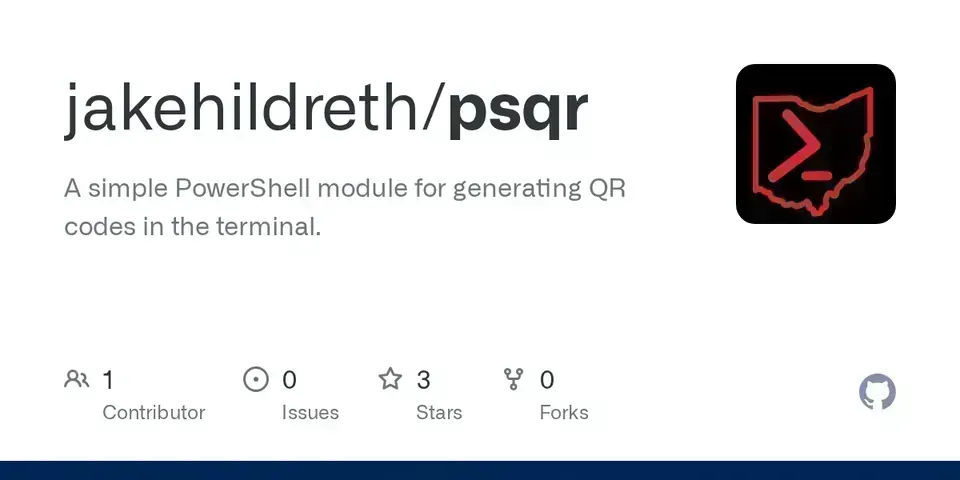 jakehildreth/psqr
A simple PowerShell module for generating QR
codes in the terminal.
1
Contributor
0
Issues
3
Stars
0
Forks